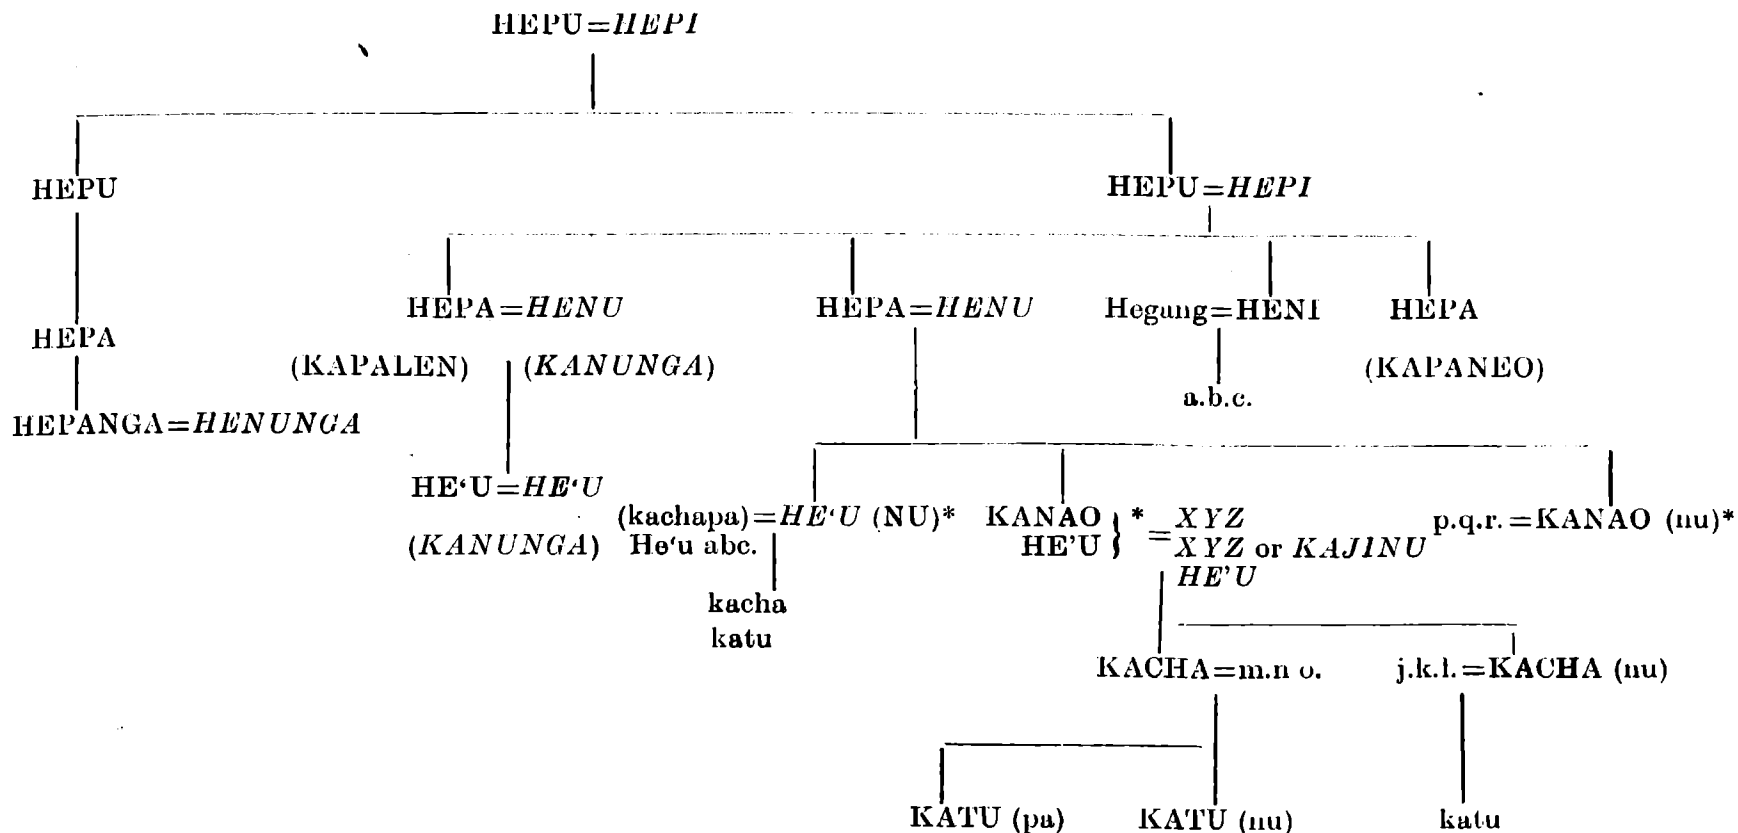 HEPU=HEPI
HEPU HEPU=HEPI
HEPA=HENU HEPA=HENU Hegang=HENI HEPA
HEPA
(KAPALEN) (KANUNGA) (KAPANEO)
a.b.c.
HEPANGA=HENUNGA
HE‘U=HE‘U
(kachapa)=HE‘U (NU)* KANAO }*= XYZ p.q.r.=KANAO (nu)*
(KANUNGA) He‘u abc. HE'U XYZ or KAJINU
HE'U
kacha
katu
KACHA=m.n o. j.k.l.=KACHA (nu)
KATU (pa) KATU (nu) katu